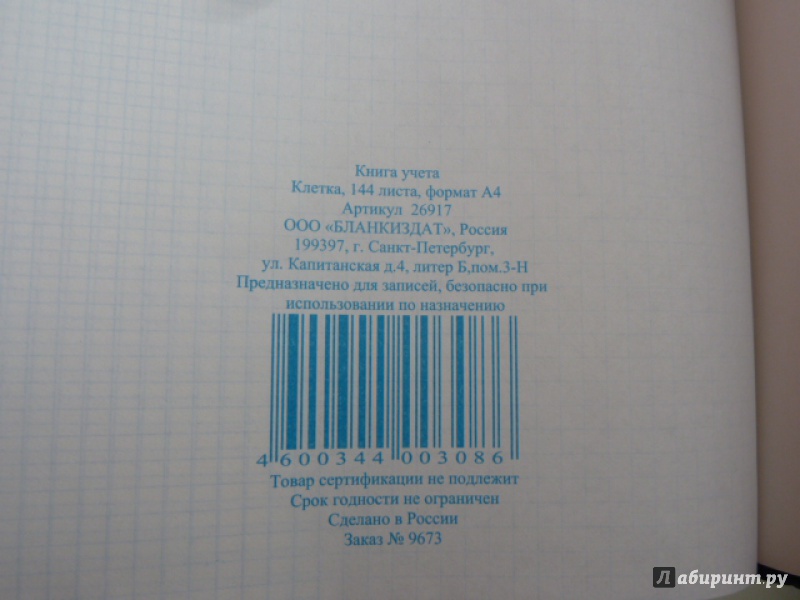 Книга учета
Клетка, 144 листа, формат А4
Артикул 26917
ООО «БЛАНКИЗДАТ», Россия
199397, г. Санкт-Петербург,
ул. Капитанская д.4, литер Б,пом.3-Н
Предназначено для записей, безопасно при
использовании по назначению
4 600344 003086
Товар сертификации не подлежит
Срок годности не ограничен
Сделано в России
Заказ № 9673
Лабиринт.ру